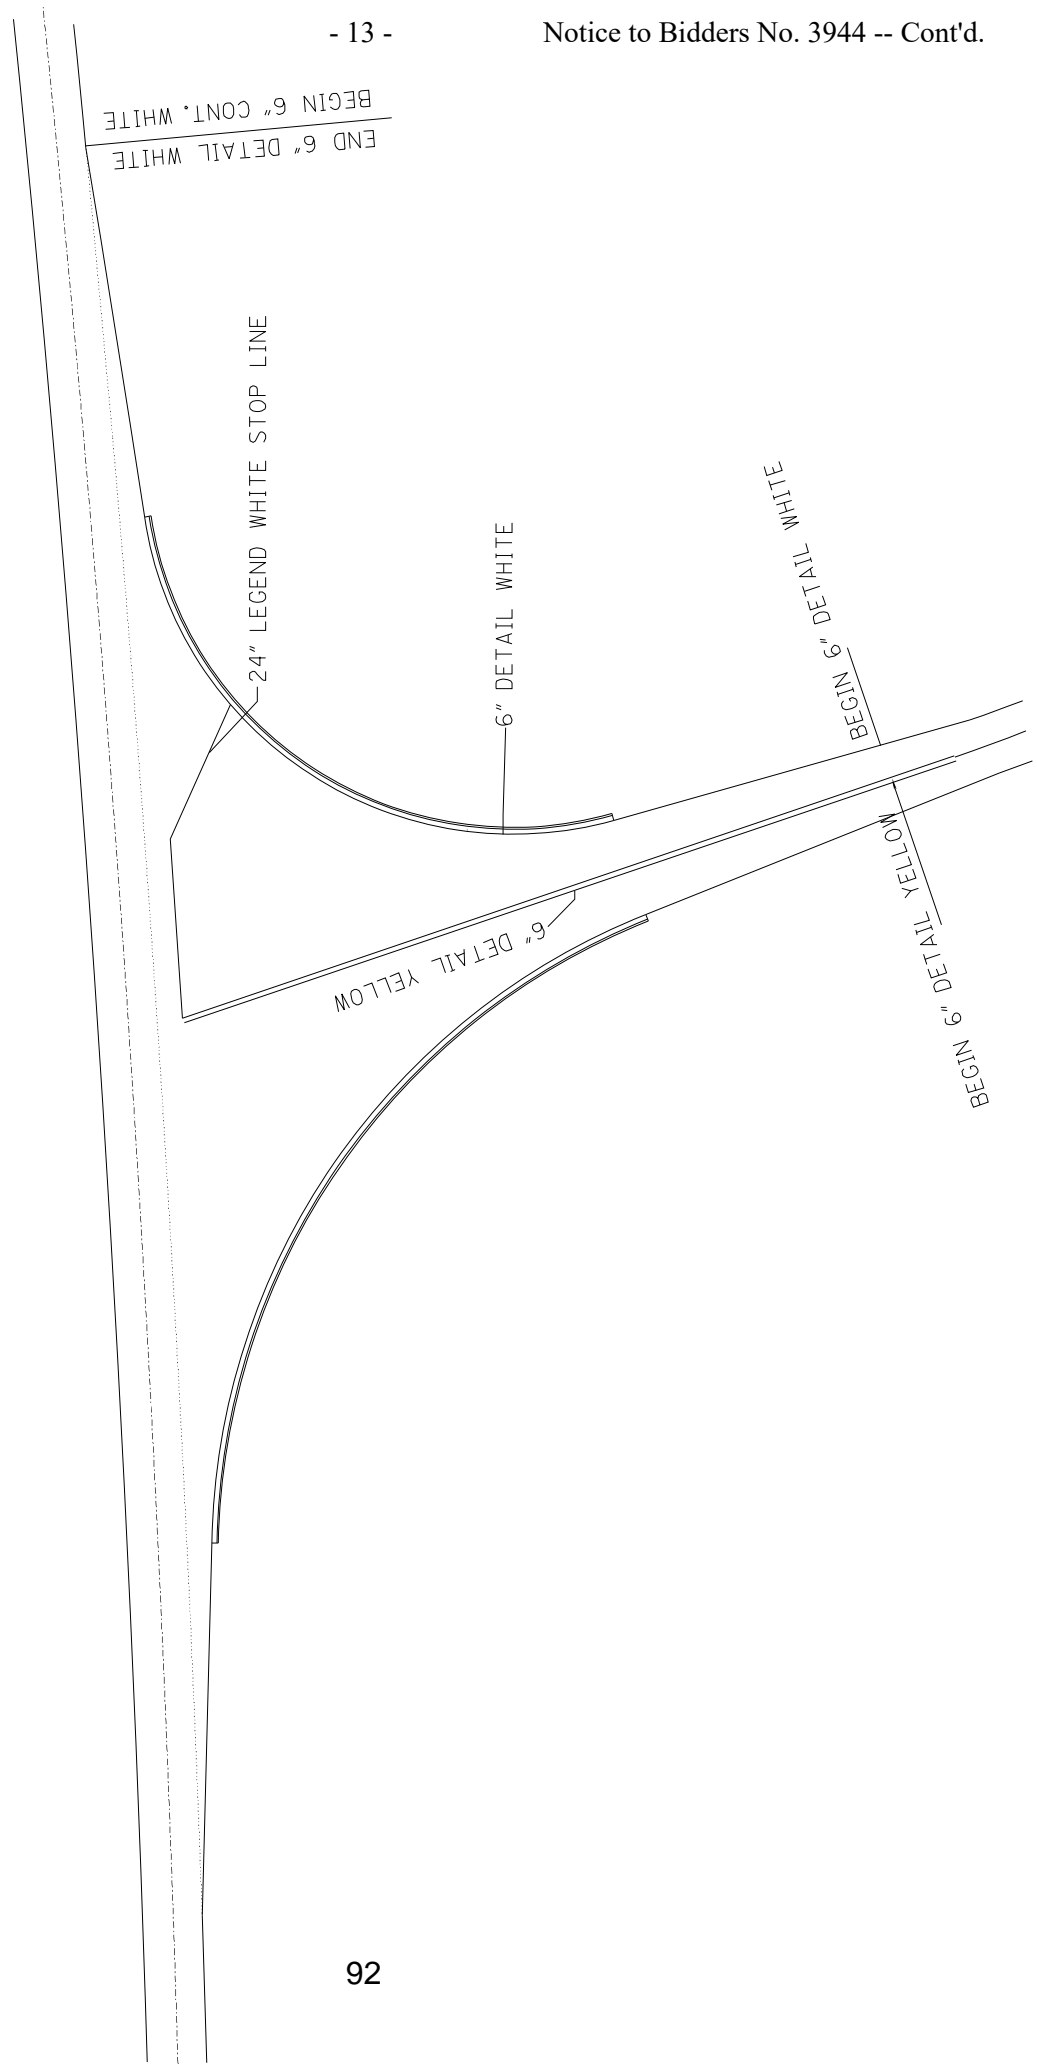 - 13 - Notice to Bidders No. 3944 -- Cont'd.
BEGIN 6" CONT. WHITE
END 6" DETAIL WHITE
24" LEGEND WHITE STOP LINE
6" DETAIL WHITE
BEGIN 6" DETAIL WHITE
6" DETAIL YELLOW
BEGIN 6" DETAIL YELLOW
92